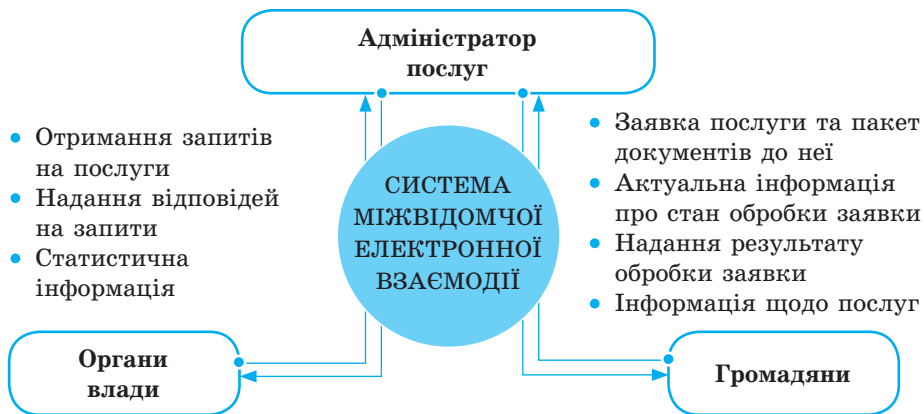 Адміністратор
послуг
• Отримання запитів
на послуги
• Надання відповідей
на запити
• Статистична
інформація
СИСТЕМА
МІЖВІДОМЧОЇ
ЕЛЕКТРОННОЇ
ВЗАЄМОДІЇ
• Заявка послуги та пакет
документів до неї
• Актуальна інформація
про стан обробки заявки
• Надання результату
обробки заявки
• Інформація щодо послуг
Органи
влади
Громадяни